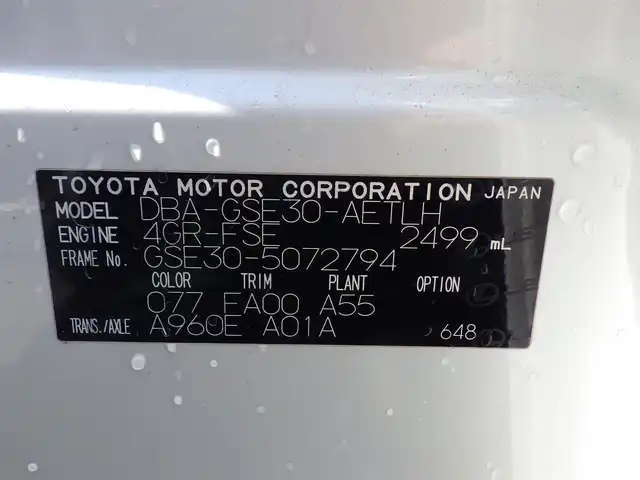 TOYOTA MOTOR CORPORATION JAPAN
MODEL DBA-GSE30-AETLH
ENGINE 4GR-FSE 2499 mL
FRAME No. GSE30-5072794
COLOR TRIM PLANT OPTION
077 EA00 A55
TRANS./AXLE A960E A01A 648